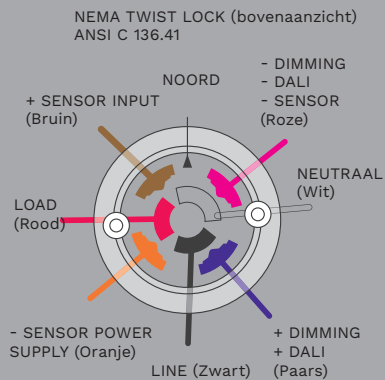 NEMA TWIST LOCK (bovenaanzicht)
ANSI C 136.41
NOORD
- DIMMING
- DALI
- SENSOR
(Roze)
+ SENSOR INPUT
(Bruin)
NEUTRAAL
(Wit)
LOAD
(Rood)
- SENSOR POWER
SUPPLY (Oranje)
LINE (Zwart)
+ DIMMING
+ DALI
(Paars)